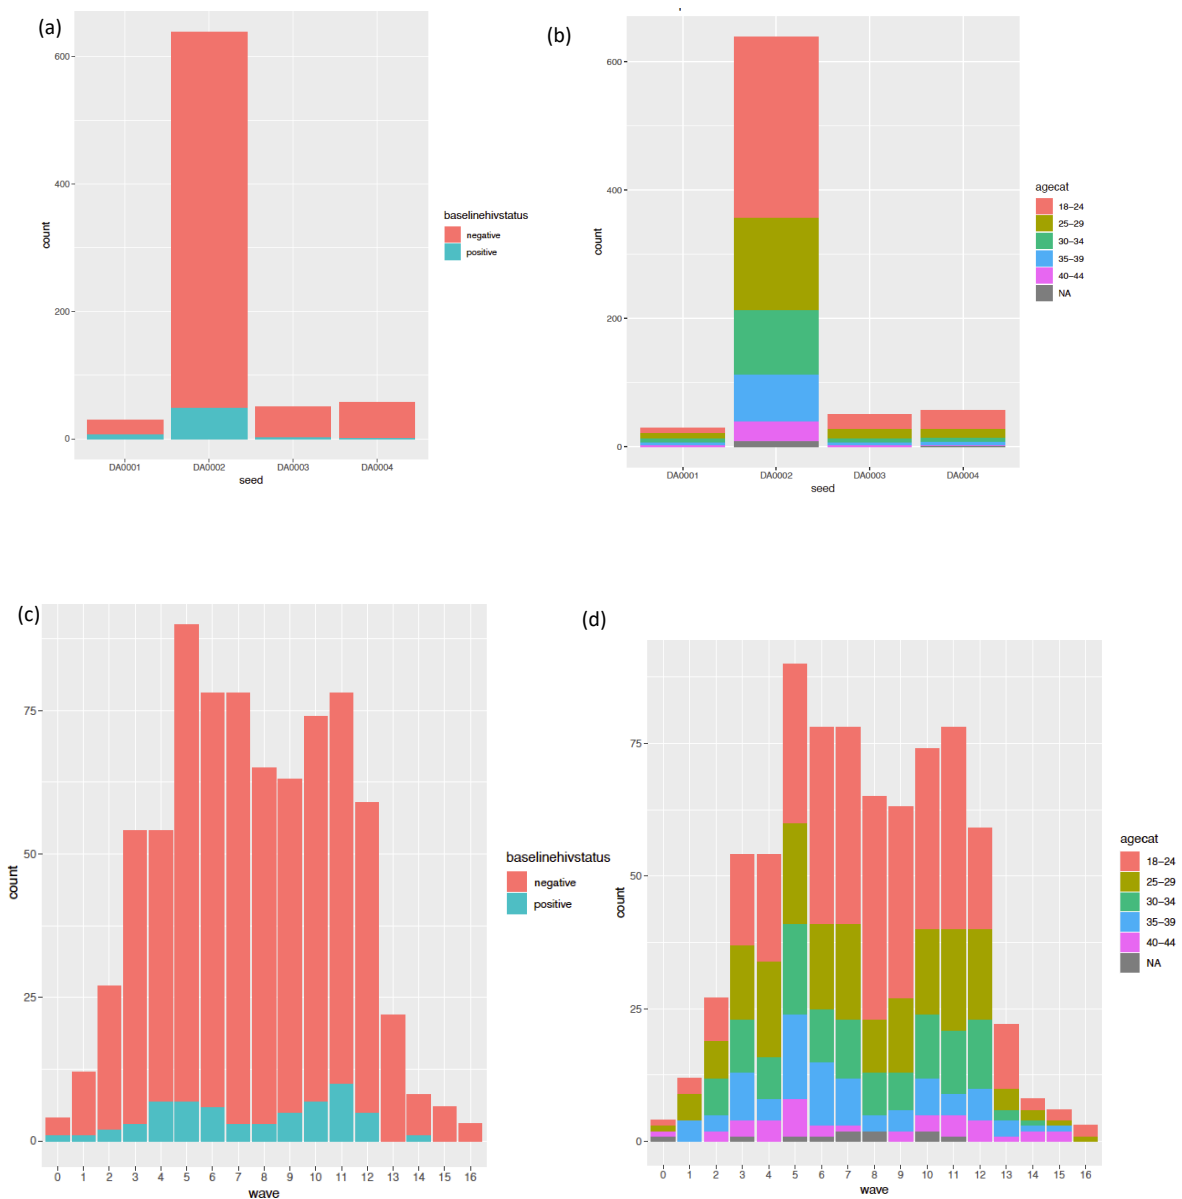 (a)
600
400
200
0
count
DA0001 DA0002 DA0003 DA0004
seed
baselinehivstatus
negative
positive
(b)
600
400
200
0
count
DA0001 DA0002 DA0003 DA0004
seed
agecat
18–24
25–29
30–34
35–39
40–44
NA
(c)
75
50
25
0
count
0 1 2 3 4 5 6 7 8 9 10 11 12 13 14 15 16
wave
baselinehivstatus
negative
positive
(d)
75
50
25
0
count
0 1 2 3 4 5 6 7 8 9 10 11 12 13 14 15 16
wave
agecat
18–24
25–29
30–34
35–39
40–44
NA